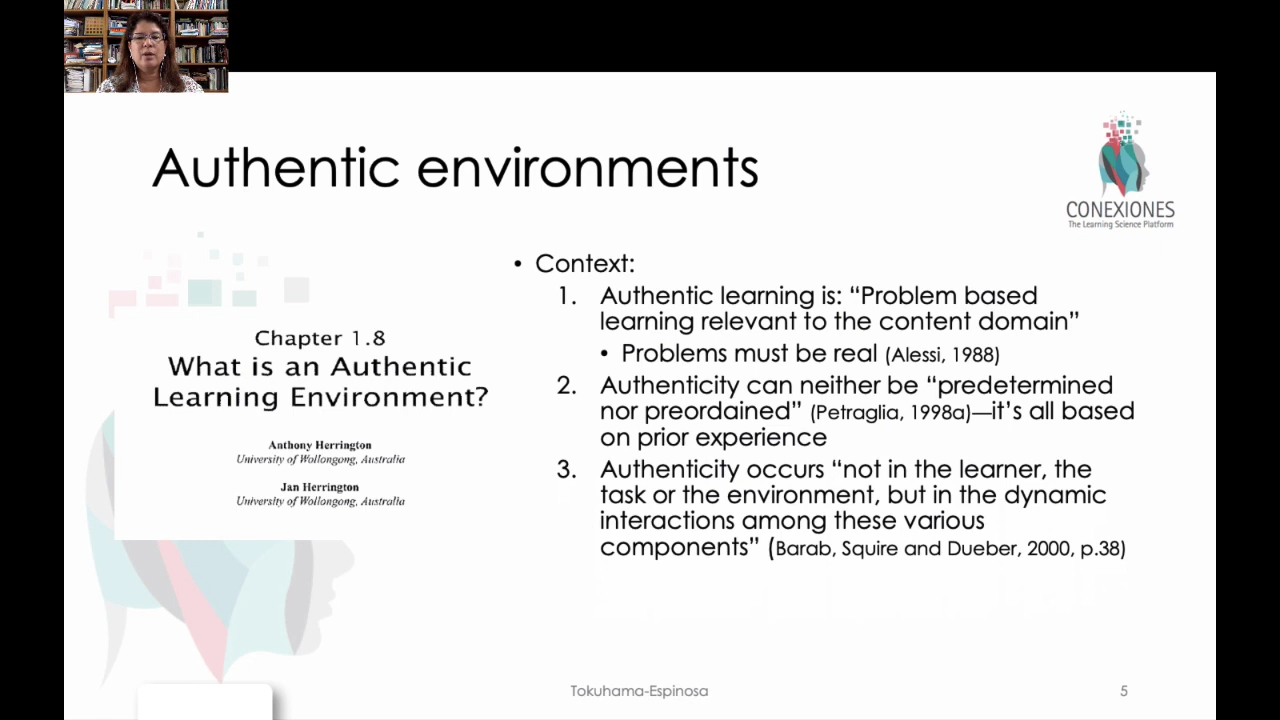 Authentic environments
CONEXIONES
The Learning Science Platform
Chapter 1.8
What is an Authentic
Learning Environment?
Anthony Herrington
University of Wollongong, Australia
Jan Herrington
University of Wollongong, Australia
• Context:
1. Authentic learning is: “Problem based
learning relevant to the content domain”
• Problems must be real (Alessi, 1988)
2. Authenticity can neither be “predetermined
nor preordained” (Petraglia, 1998a)—it’s all based
on prior experience
3. Authenticity occurs “not in the learner, the
task or the environment, but in the dynamic
interactions among these various
components” (Barab, Squire and Dueber, 2000, p.38)
Tokuhama-Espinosa
5